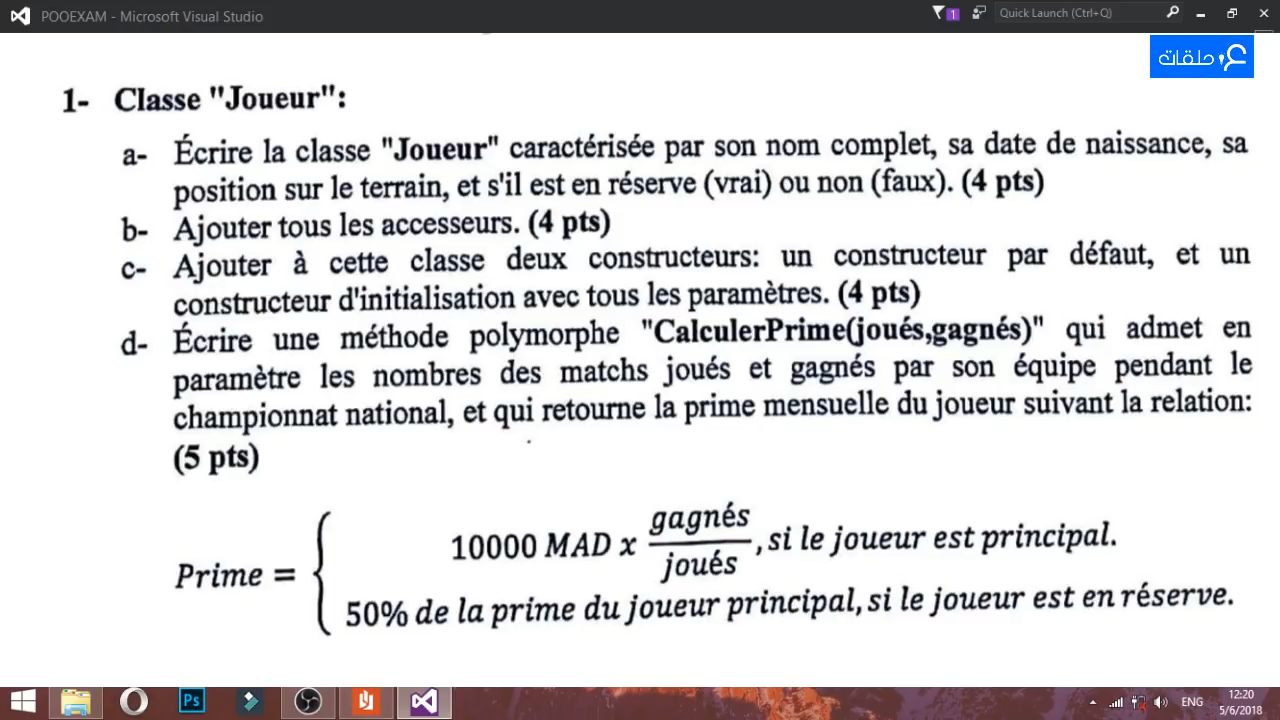 POOEXAM - Microsoft Visual Studio
1
Quick Launch (Ctrl+Q)
حلقات
1- Classe "Joueur":
a- Écrire la classe "Joueur" caractérisée par son nom complet, sa date de naissance, sa
position sur le terrain, et s'il est en réserve (vrai) ou non (faux). (4 pts)
b- Ajouter tous les accesseurs. (4 pts)
c- Ajouter à cette classe deux constructeurs: un constructeur par défaut, et un
constructeur d'initialisation avec tous les paramètres. (4 pts)
d- Écrire une méthode polymorphe "CalculerPrime(joués,gagnés)" qui admet en
paramètre les nombres des matchs joués et gagnés par son équipe pendant le
championnat national, et qui retourne la prime mensuelle du joueur suivant la relation:
(5 pts)
Prime =
10000 MAD x gagnés / joués , si le joueur est principal.
50% de la prime du joueur principal, si le joueur est en réserve.
Ps
ENG
12:20
5/6/2018